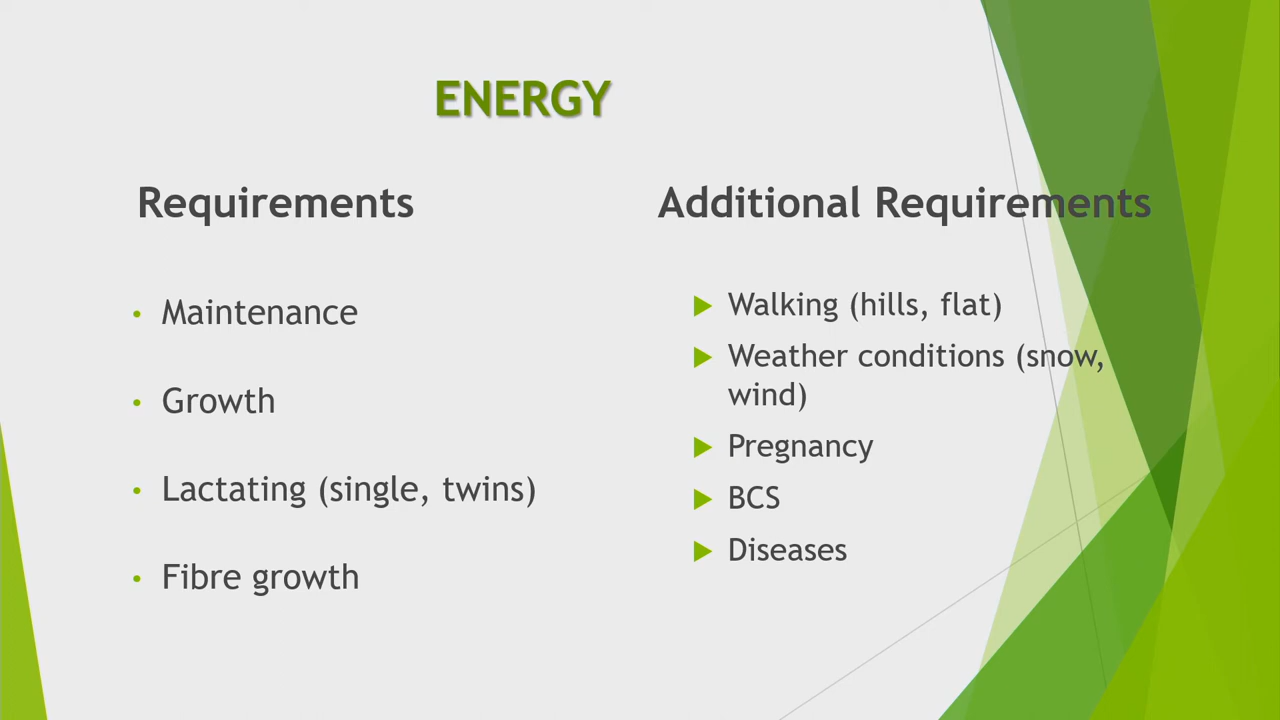 ENERGY
Requirements
• Maintenance
• Growth
• Lactating (single, twins)
• Fibre growth
Additional Requirements
Walking (hills, flat)
Weather conditions (snow,
wind)
Pregnancy
BCS
Diseases